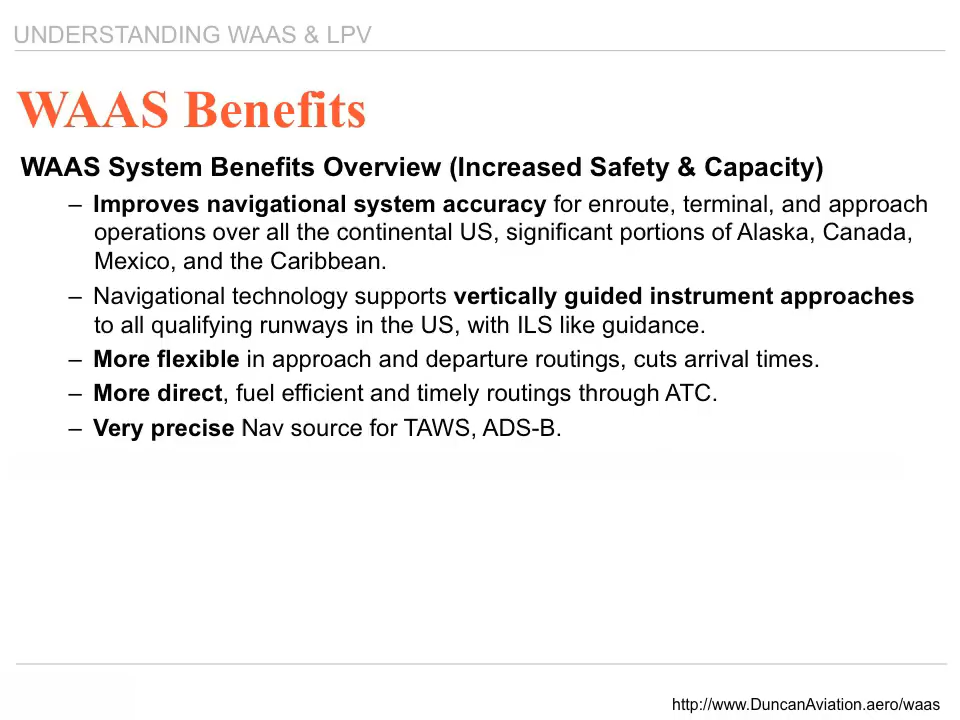 UNDERSTANDING WAAS & LPV
WAAS Benefits
WAAS System Benefits Overview (Increased Safety & Capacity)
– Improves navigational system accuracy for enroute, terminal, and approach
operations over all the continental US, significant portions of Alaska, Canada,
Mexico, and the Caribbean.
– Navigational technology supports vertically guided instrument approaches
to all qualifying runways in the US, with ILS like guidance.
– More flexible in approach and departure routings, cuts arrival times.
– More direct, fuel efficient and timely routings through ATC.
– Very precise Nav source for TAWS, ADS-B.
http://www.DuncanAviation.aero/waas